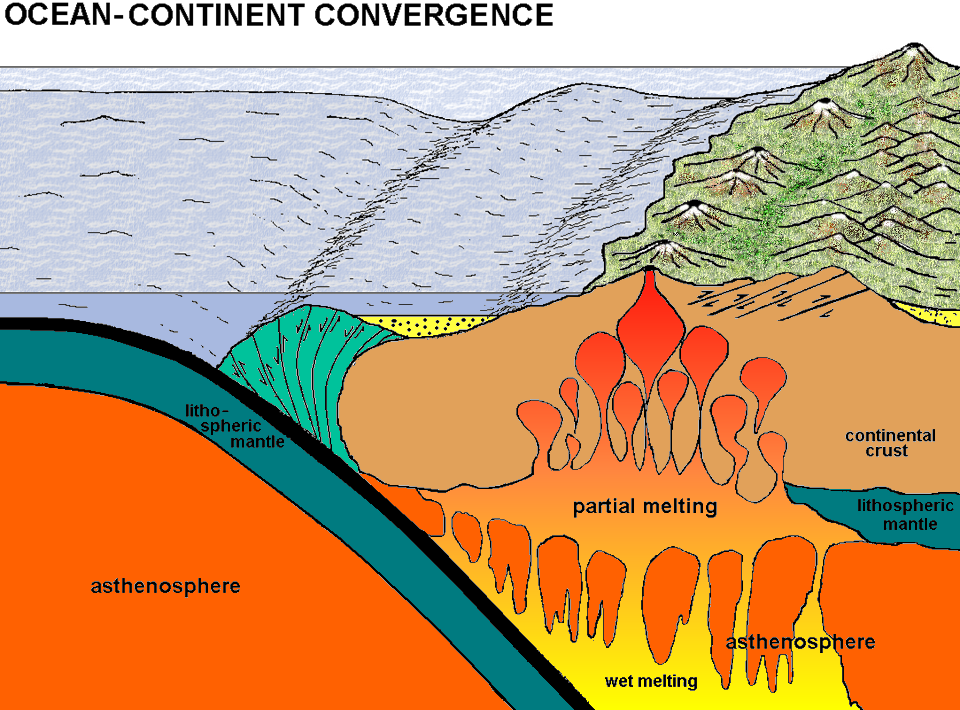 OCEAN-CONTINENT CONVERGENCE
litho-
spheric
mantle
continental
crust
lithospheric
mantle
partial melting
asthenosphere
asthenosphere
wet melting